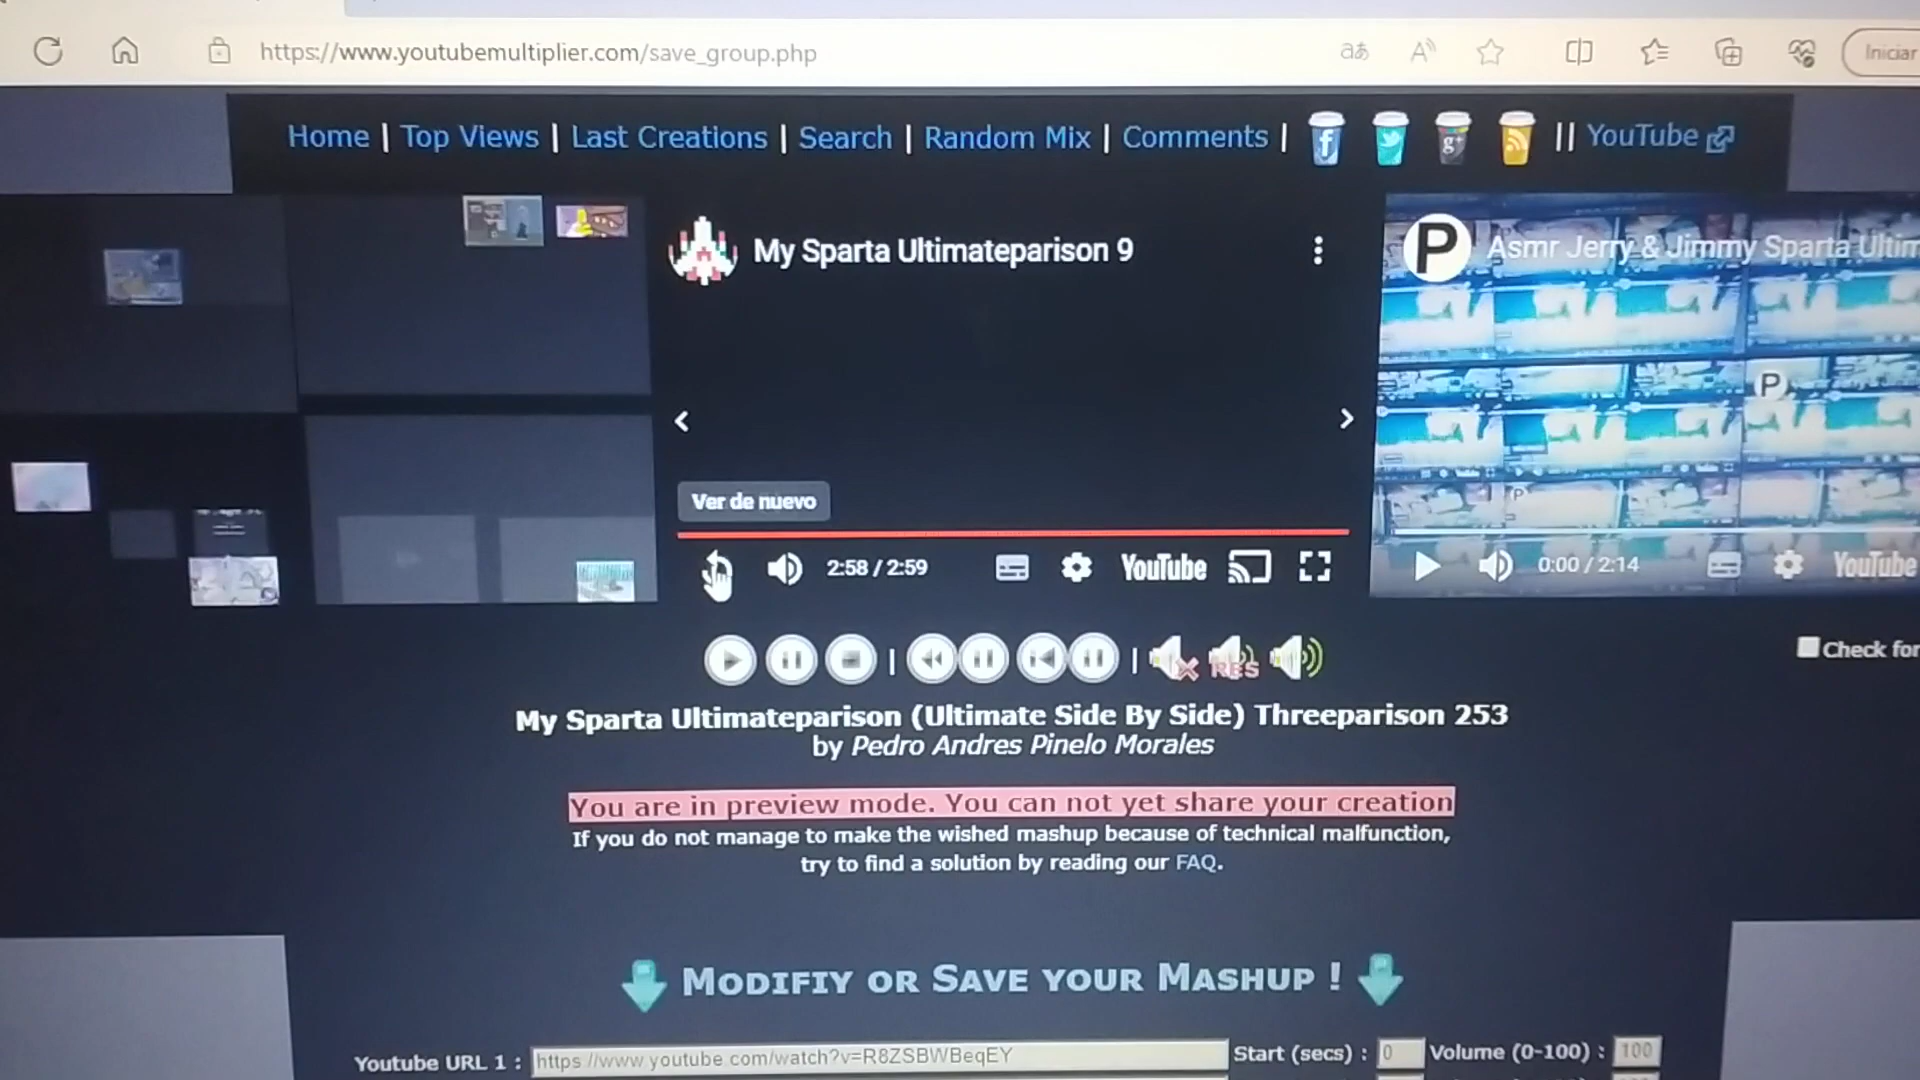 https://www.youtubemultiplier.com/save_group.php
Iniciar
Home | Top Views | Last Creations | Search | Random Mix | Comments | || YouTube
My Sparta Ultimateparison 9
P Asmr Jerry & Jimmy Sparta Ultim
P
P
Ver de nuevo
2:58 / 2:59 YouTube
0:00 / 2:14 YouTube
| | RES
Check for
My Sparta Ultimateparison (Ultimate Side By Side) Threeparison 253
by Pedro Andres Pinelo Morales
You are in preview mode. You can not yet share your creation
If you do not manage to make the wished mashup because of technical malfunction,
try to find a solution by reading our FAQ.
MODIFIY OR SAVE YOUR MASHUP !
Youtube URL 1 : https://www.youtube.com/watch?v=R8ZSBWBeqEY Start (secs) : 0 Volume (0-100) : 100